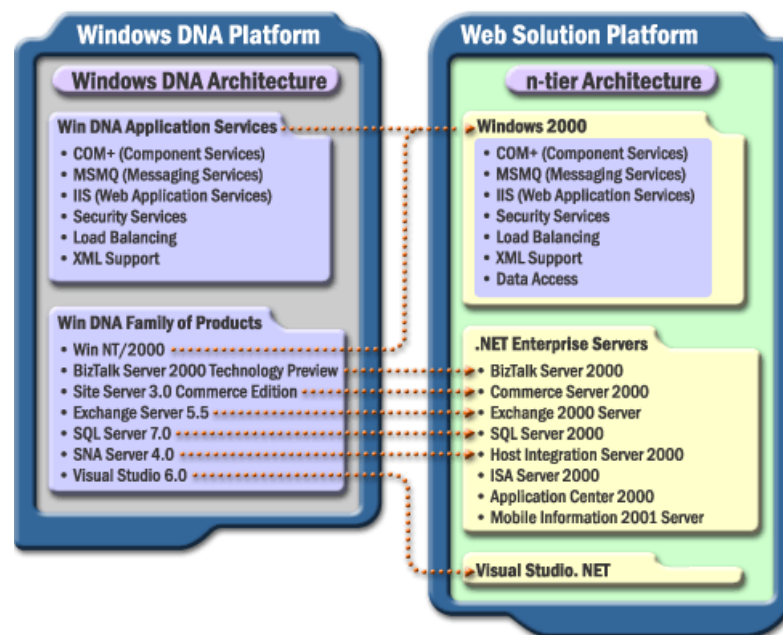 Windows DNA Platform
Windows DNA Architecture
Win DNA Application Services
• COM+ (Component Services)
• MSMQ (Messaging Services)
• IIS (Web Application Services)
• Security Services
• Load Balancing
• XML Support
Win DNA Family of Products
• Win NT/2000
• BizTalk Server 2000 Technology Preview
• Site Server 3.0 Commerce Edition
• Exchange Server 5.5
• SQL Server 7.0
• SNA Server 4.0
• Visual Studio 6.0
Web Solution Platform
n-tier Architecture
Windows 2000
• COM+ (Component Services)
• MSMQ (Messaging Services)
• IIS (Web Application Services)
• Security Services
• Load Balancing
• XML Support
• Data Access
.NET Enterprise Servers
• BizTalk Server 2000
• Commerce Server 2000
• Exchange 2000 Server
• SQL Server 2000
• Host Integration Server 2000
• ISA Server 2000
• Application Center 2000
• Mobile Information 2001 Server
Visual Studio. NET